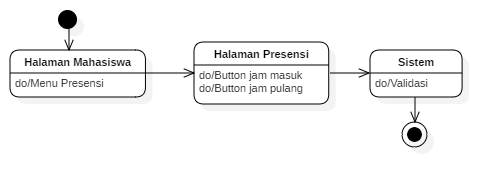 Halaman Mahasiswa
do/Menu Presensi
Halaman Presensi
do/Button jam masuk
do/Button jam pulang
Sistem
do/Validasi